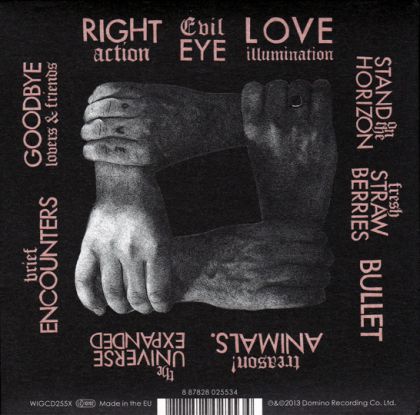 RIGHT
action
Evil
EYE
LOVE
illumination
STAND
on
the
HORIZON
fresh
STRAW
BERRIES
BULLET
treason!
ANIMALS.
the
UNIVERSE
EXPANDED
brief
ENCOUNTERS
GOODBYE
lovers & friends
8 87828 025534
WIGCD255X
Made in the EU
℗&©2013 Domino Recording Co. Ltd.